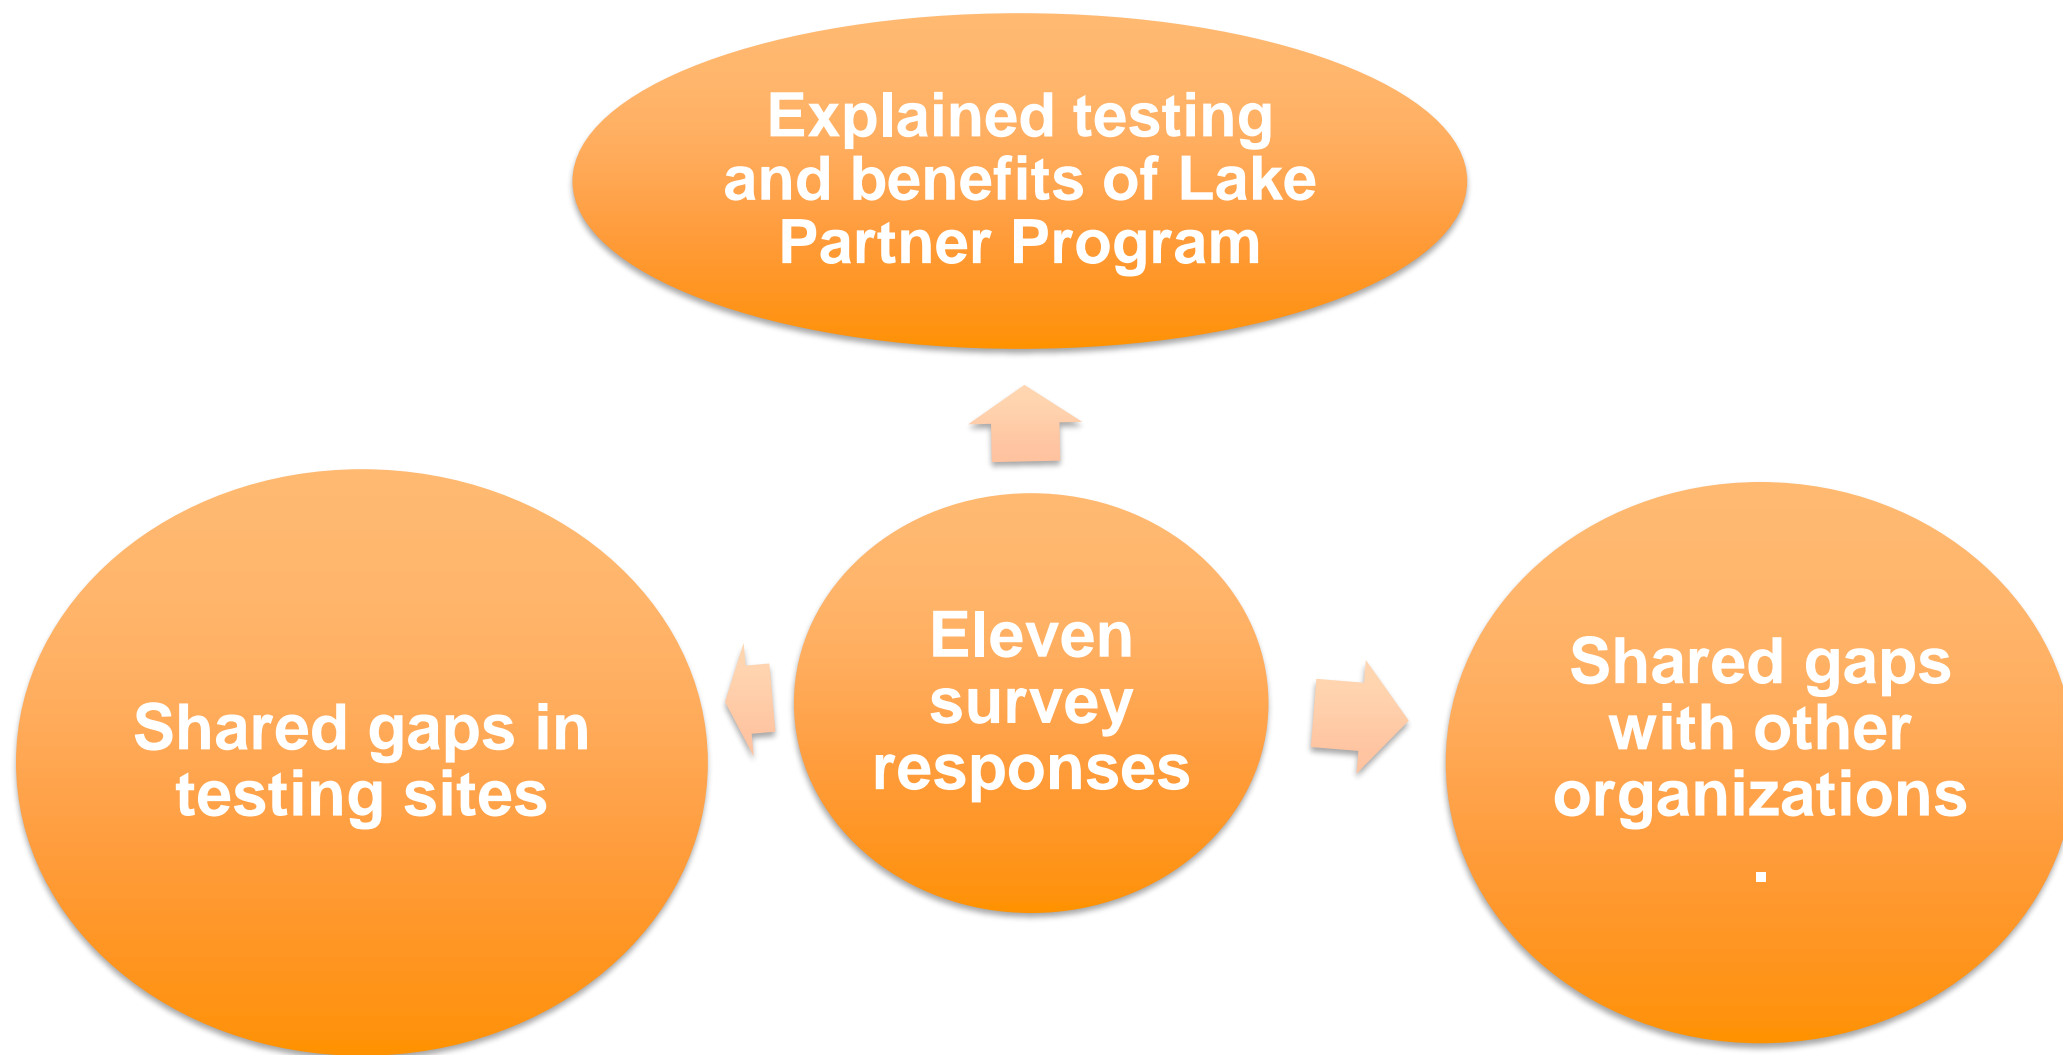 Explained testing
and benefits of Lake
Partner Program
Shared gaps in
testing sites
Eleven
survey
responses
Shared gaps
with other
organizations
.